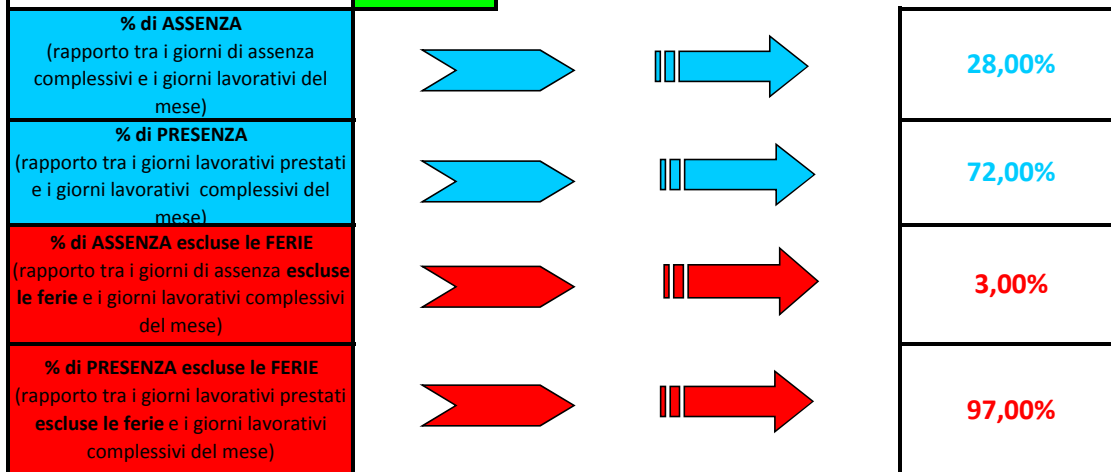 % di ASSENZA
(rapporto tra i giorni di assenza
complessivi e i giorni lavorativi del
mese)
28,00%
% di PRESENZA
(rapporto tra i giorni lavorativi prestati
e i giorni lavorativi complessivi del
mese)
72,00%
% di ASSENZA escluse le FERIE
(rapporto tra i giorni di assenza escluse
le ferie e i giorni lavorativi complessivi
del mese)
3,00%
% di PRESENZA escluse le FERIE
(rapporto tra i giorni lavorativi prestati
escluse le ferie e i giorni lavorativi
complessivi del mese)
97,00%